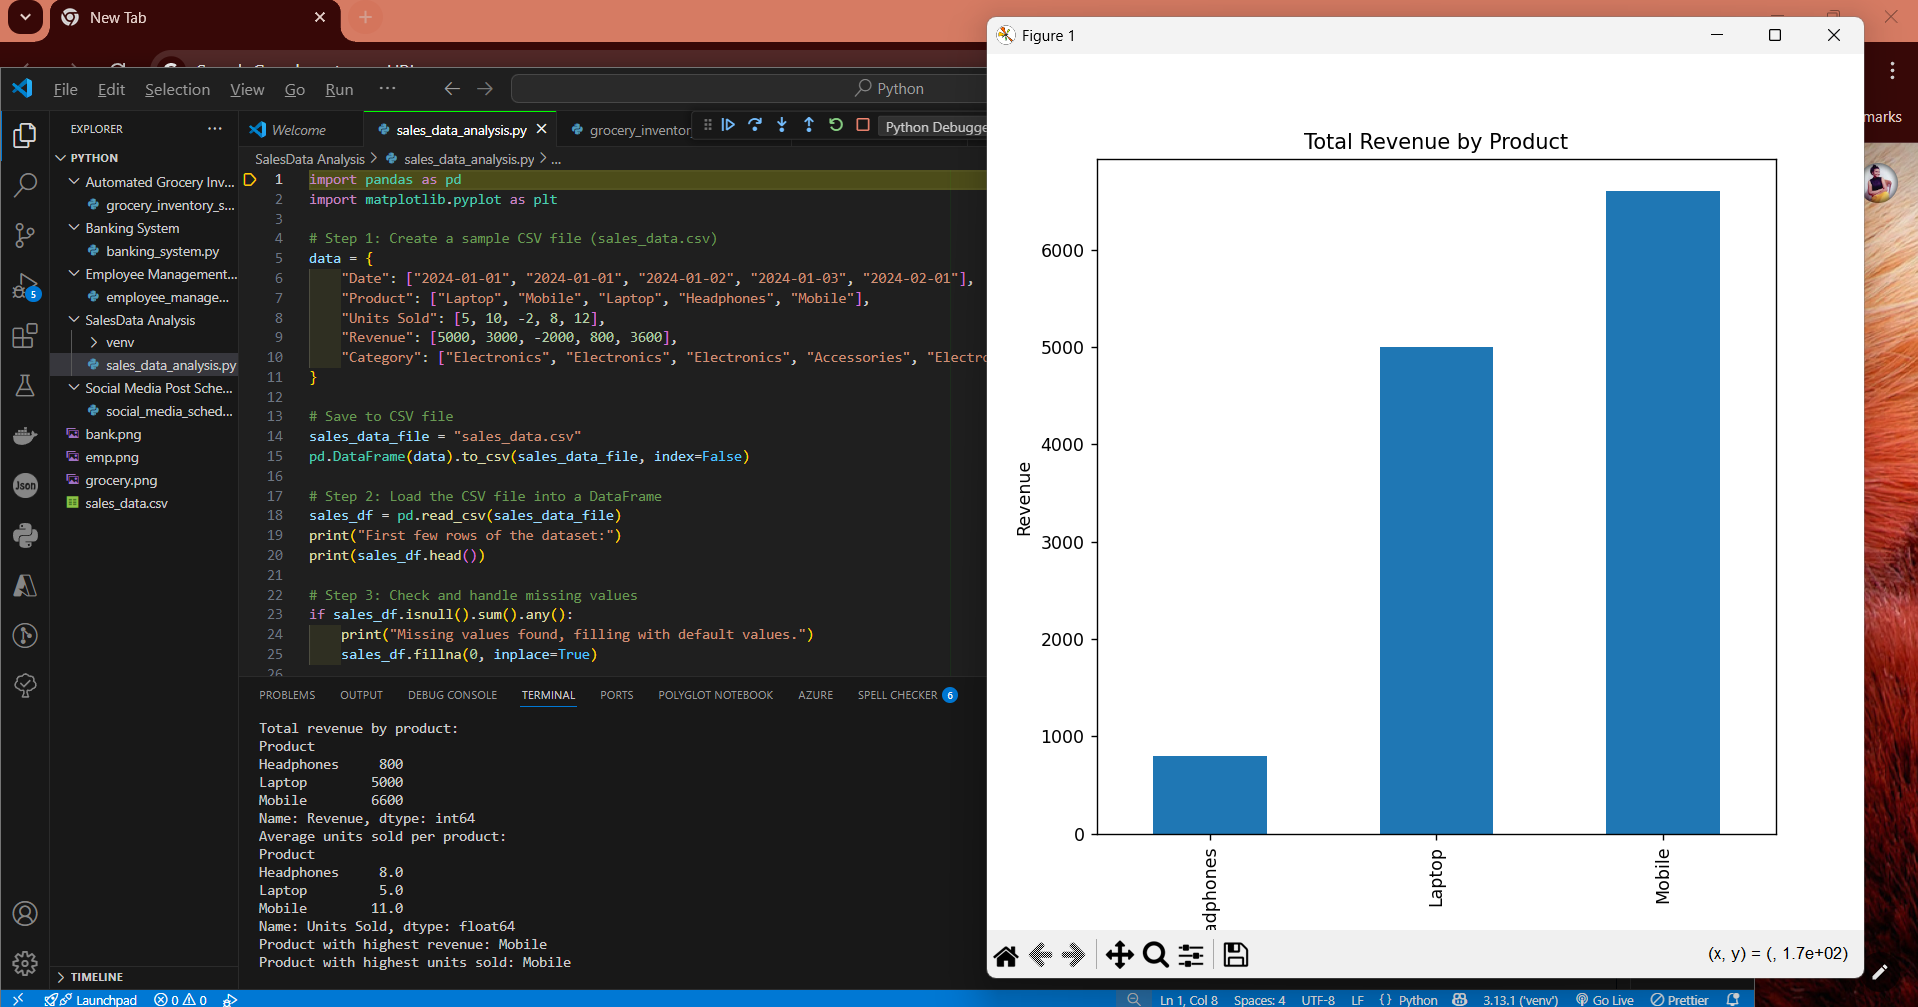 New Tab
File Edit Selection View Go Run ···
Python
EXPLORER ···
PYTHON
Automated Grocery Inv...
grocery_inventory_s...
Banking System
banking_system.py
Employee Management...
employee_manage...
SalesData Analysis
venv
sales_data_analysis.py
Social Media Post Sche...
social_media_sched...
bank.png
emp.png
grocery.png
sales_data.csv
TIMELINE
5
Json
Welcome
sales_data_analysis.py
grocery_inventor
Python Debugge
SalesData Analysis > sales_data_analysis.py > ...
1 import pandas as pd
2 import matplotlib.pyplot as plt
3
4 # Step 1: Create a sample CSV file (sales_data.csv)
5 data = {
6 "Date": ["2024-01-01", "2024-01-01", "2024-01-02", "2024-01-03", "2024-02-01"],
7 "Product": ["Laptop", "Mobile", "Laptop", "Headphones", "Mobile"],
8 "Units Sold": [5, 10, -2, 8, 12],
9 "Revenue": [5000, 3000, -2000, 800, 3600],
10 "Category": ["Electronics", "Electronics", "Electronics", "Accessories", "Electro
11 }
12
13 # Save to CSV file
14 sales_data_file = "sales_data.csv"
15 pd.DataFrame(data).to_csv(sales_data_file, index=False)
16
17 # Step 2: Load the CSV file into a DataFrame
18 sales_df = pd.read_csv(sales_data_file)
19 print("First few rows of the dataset:")
20 print(sales_df.head())
21
22 # Step 3: Check and handle missing values
23 if sales_df.isnull().sum().any():
24 print("Missing values found, filling with default values.")
25 sales_df.fillna(0, inplace=True)
26
PROBLEMS OUTPUT DEBUG CONSOLE TERMINAL PORTS POLYGLOT NOTEBOOK AZURE SPELL CHECKER 6
Total revenue by product:
Product
Headphones 800
Laptop 5000
Mobile 6600
Name: Revenue, dtype: int64
Average units sold per product:
Product
Headphones 8.0
Laptop 5.0
Mobile 11.0
Name: Units Sold, dtype: float64
Product with highest revenue: Mobile
Product with highest units sold: Mobile
Figure 1
Total Revenue by Product
Revenue
6000
5000
4000
3000
2000
1000
0
adphones
Laptop
Mobile
(x, y) = (, 1.7e+02)
marks
Launchpad 0 0 Ln 1, Col 8 Spaces: 4 UTF-8 LF {} Python 3.13.1 ('venv') Go Live Prettier